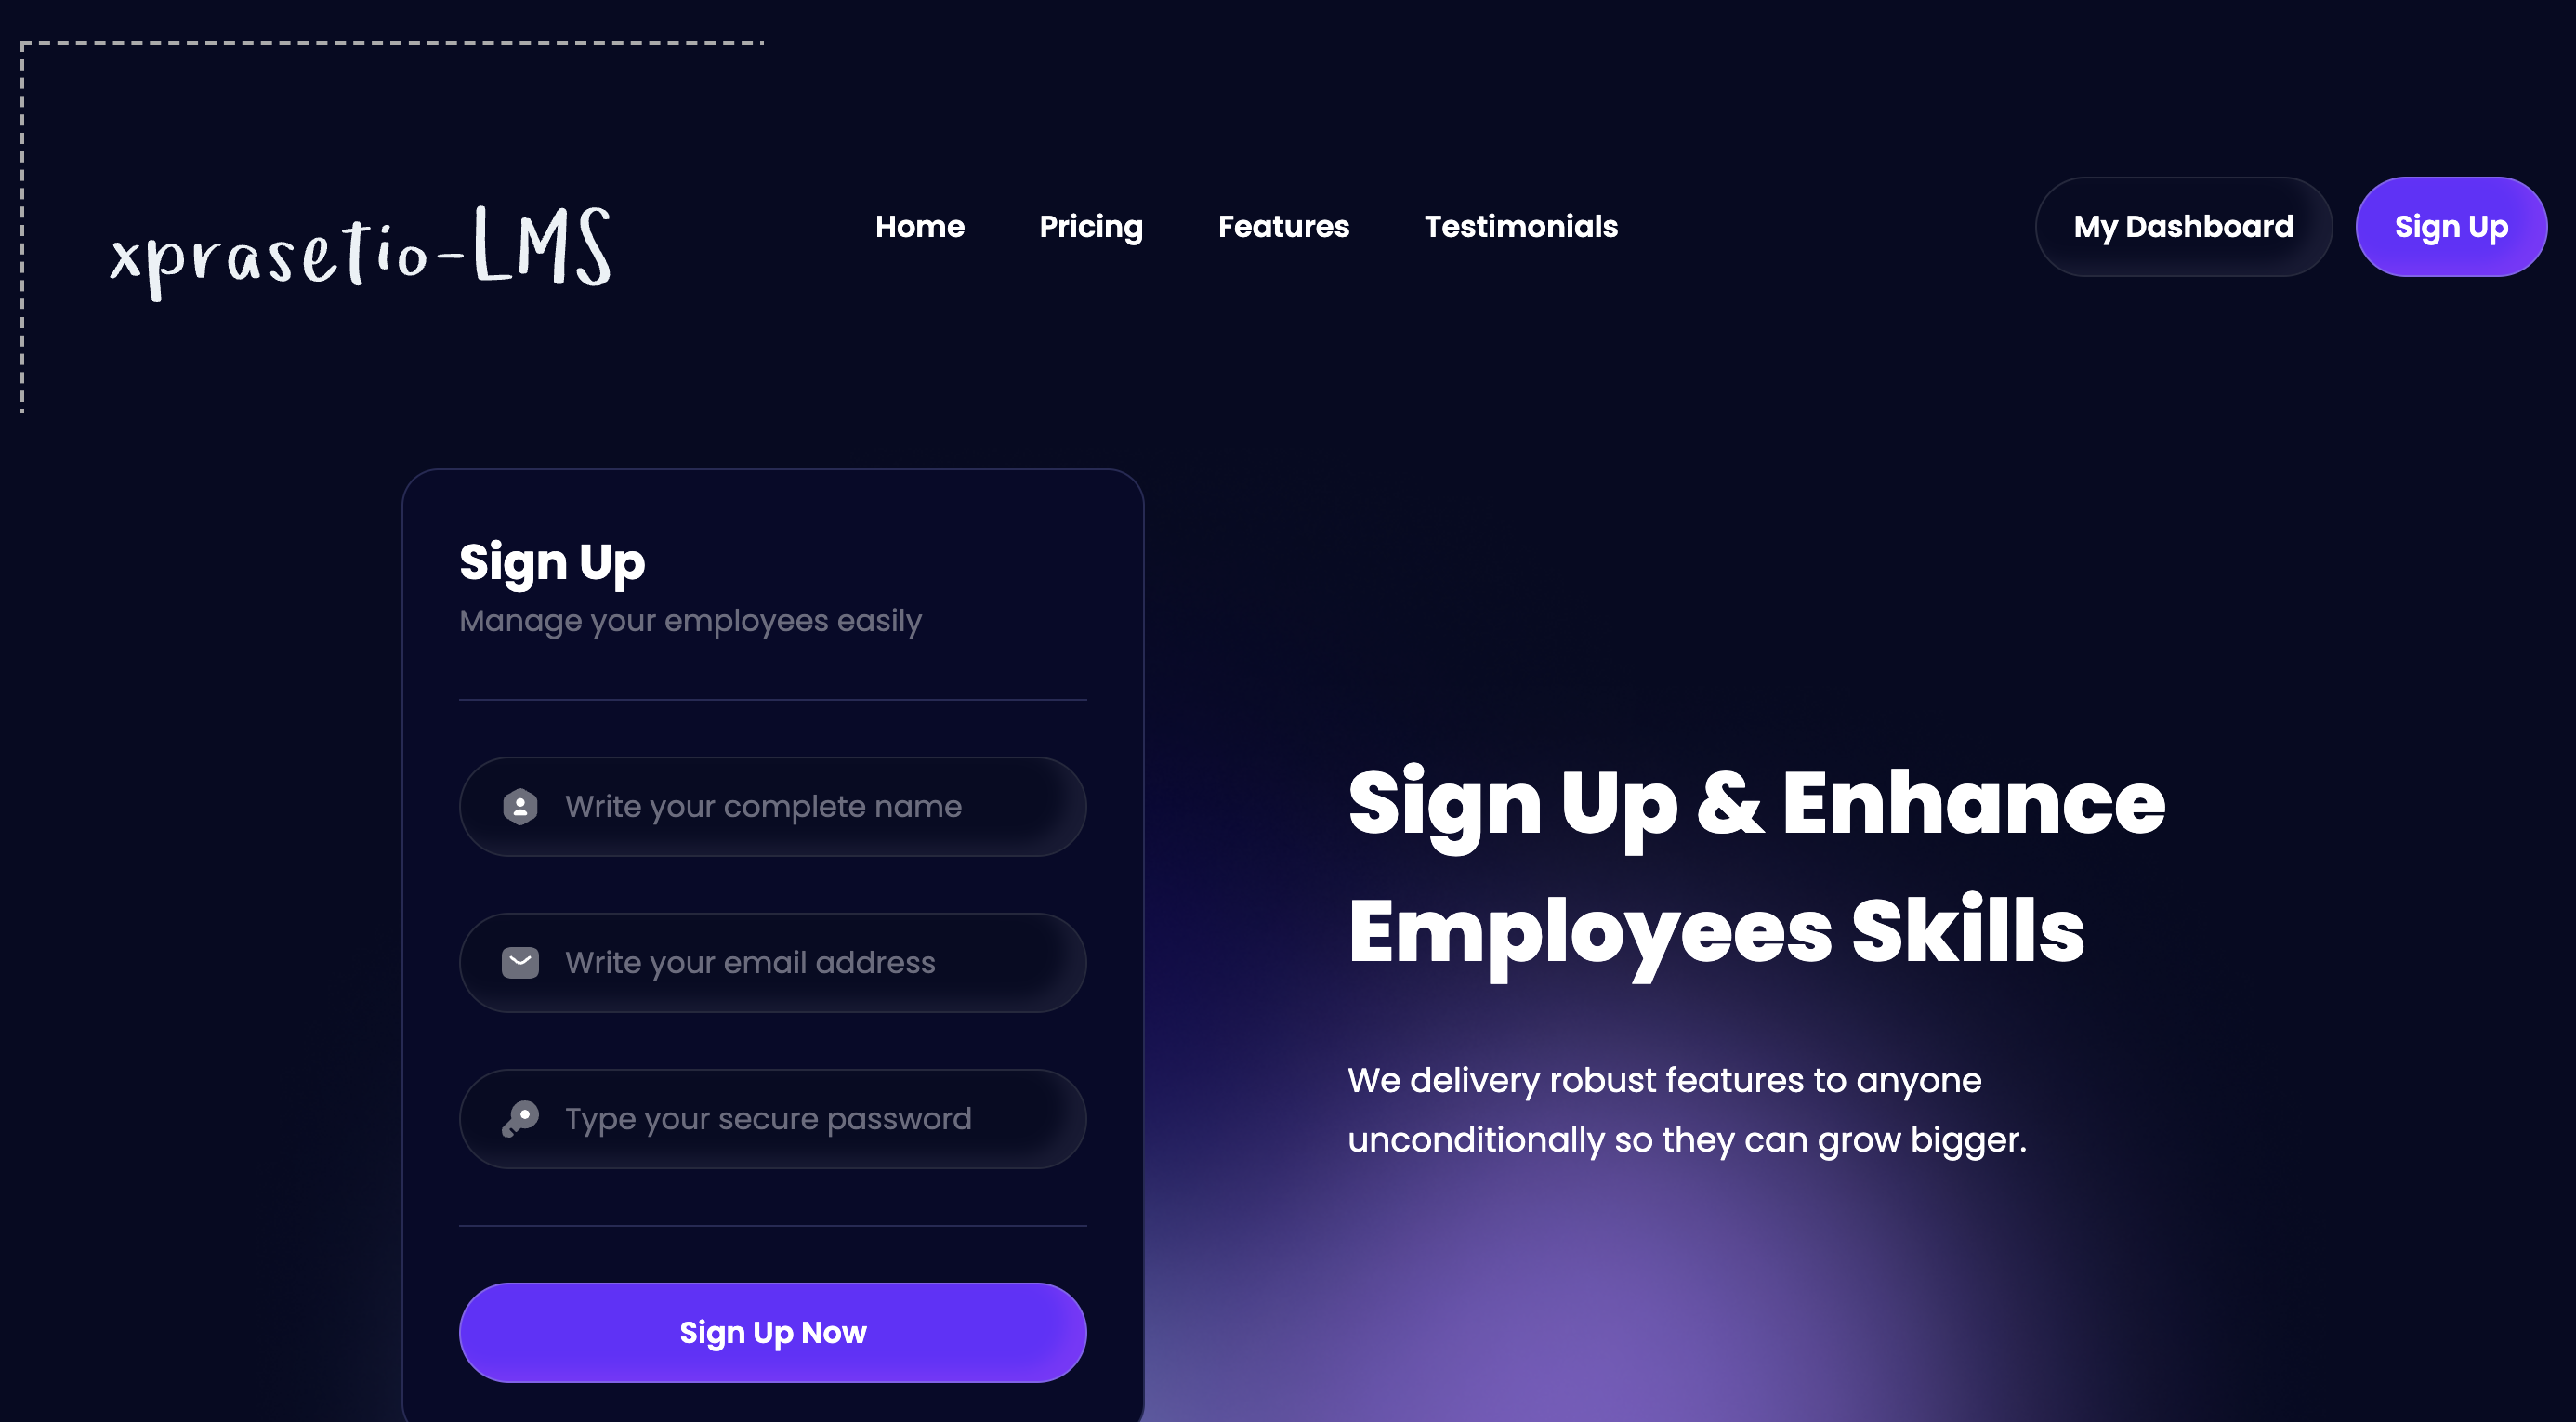 xprasetio-LMS
Home
Pricing
Features
Testimonials
My Dashboard
Sign Up
Sign Up
Manage your employees easily
Write your complete name
Write your email address
Type your secure password
Sign Up Now
Sign Up & Enhance
Employees Skills
We delivery robust features to anyone
unconditionally so they can grow bigger.